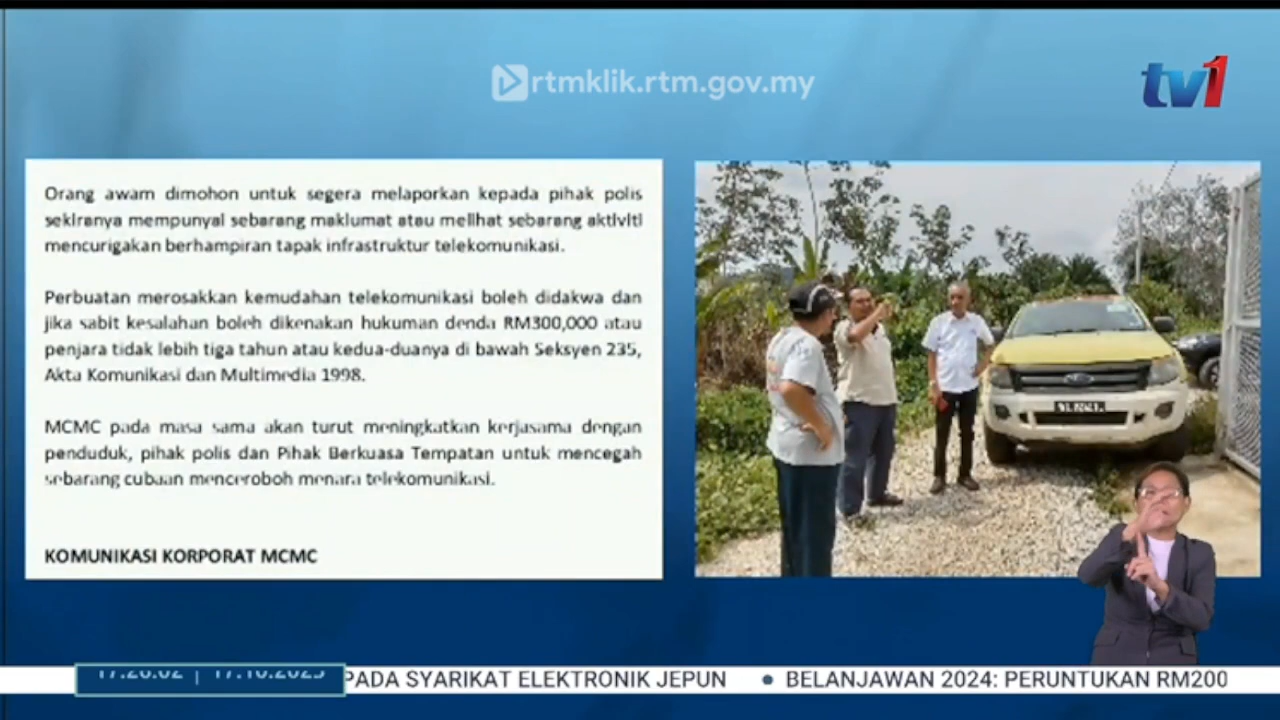 rtmklik.rtm.gov.my
tv1
Orang awam dimohon untuk segera melaporkan kepada pihak polis
sekiranya mempunyai sebarang maklumat atau melihat sebarang aktiviti
mencurigakan berhampiran tapak infrastruktur telekomunikasi.
Perbuatan merosakkan kemudahan telekomunikasi boleh didakwa dan
jika sabit kesalahan boleh dikenakan hukuman denda RM300,000 atau
penjara tidak lebih tiga tahun atau kedua-duanya di bawah Seksyen 235,
Akta Komunikasi dan Multimedia 1998.
MCMC pada masa sama akan turut meningkatkan kerjasama dengan
penduduk, pihak polis dan Pihak Berkuasa Tempatan untuk mencegah
sebarang cubaan menceroboh menara telekomunikasi.
KOMUNIKASI KORPORAT MCMC
PADA SYARIKAT ELEKTRONIK JEPUN • BELANJAWAN 2024: PERUNTUKAN RM200